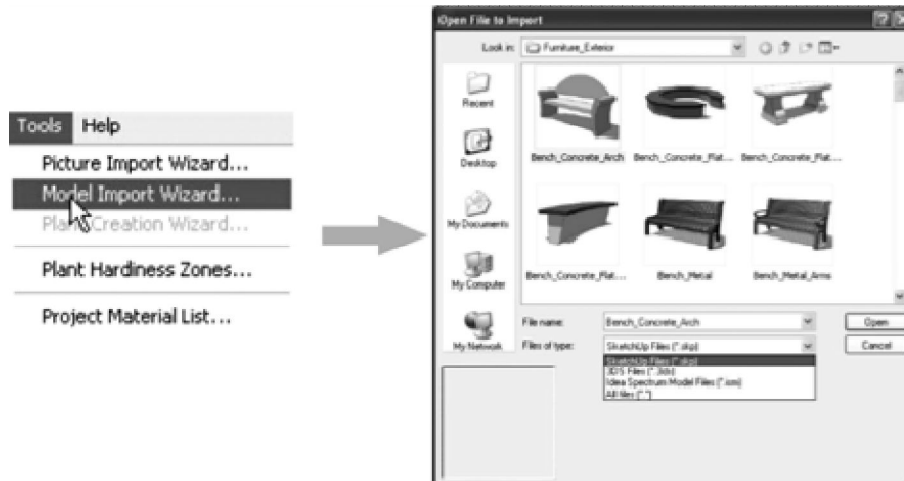 Tools Help
Picture Import Wizard...
Model Import Wizard...
Plant Creation Wizard...
Plant Hardiness Zones...
Project Material List...
Open File to Import
Look in: Furniture_Exterior
Recent
Desktop
My Documents
My Computer
My Network
Bench_Concrete_Arch Bench_Concrete_Flat... Bench_Concrete_Flat...
Bench_Concrete_Flat... Bench_Metal Bench_Metal_Arms
File name: Bench_Concrete_Arch Open
Files of type: SketchUp Files (*.skp) Cancel
SketchUp Files (*.skp)
3DS Files (*.3ds)
Idea Spectrum Model Files (*.ism)
All files (*.*)